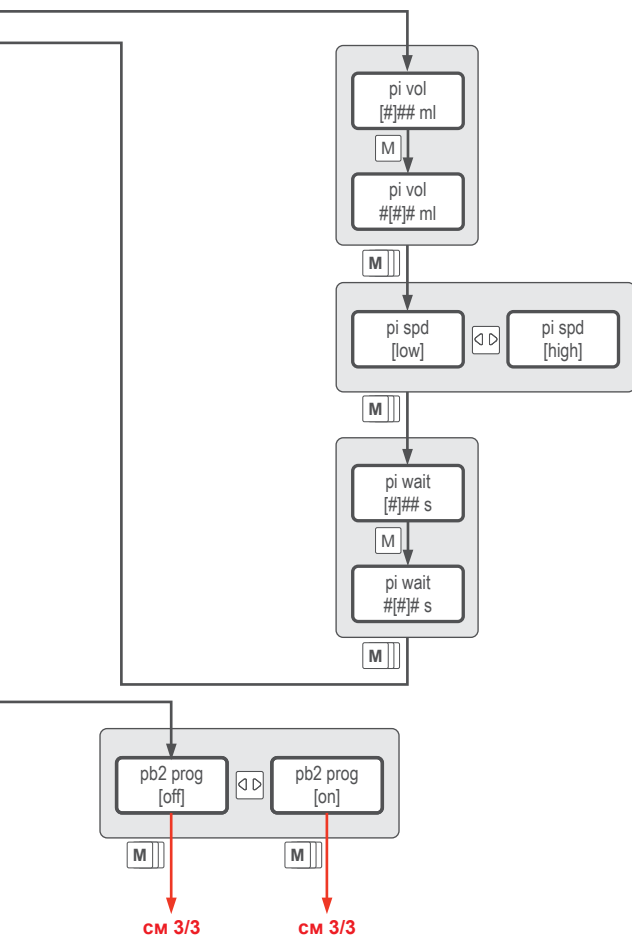 pi vol
[#]## ml
M
pi vol
#[#]# ml
M
pi spd
[low]
pi spd
[high]
M
pi wait
[#]## s
M
pi wait
#[#]# s
M
pb2 prog
[off]
pb2 prog
[on]
M
M
см 3/3
см 3/3